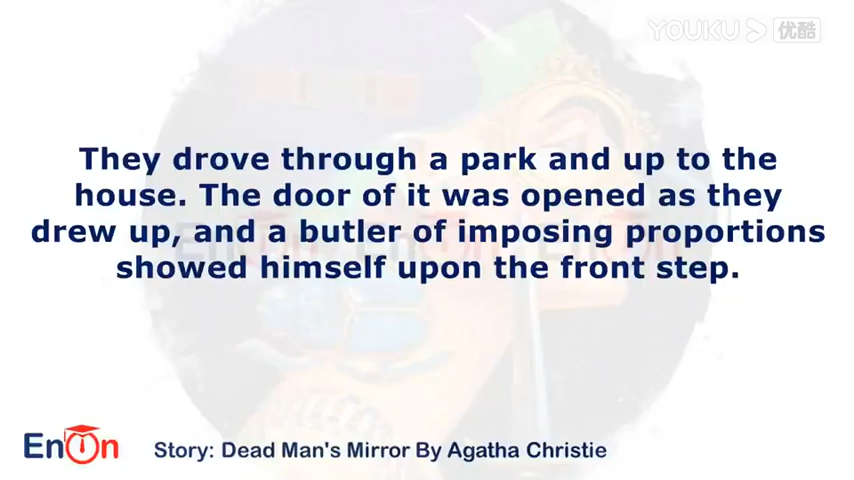 YOUKU 优酷
They drove through a park and up to the
house. The door of it was opened as they
drew up, and a butler of imposing proportions
showed himself upon the front step.
EnOn
Story: Dead Man's Mirror By Agatha Christie